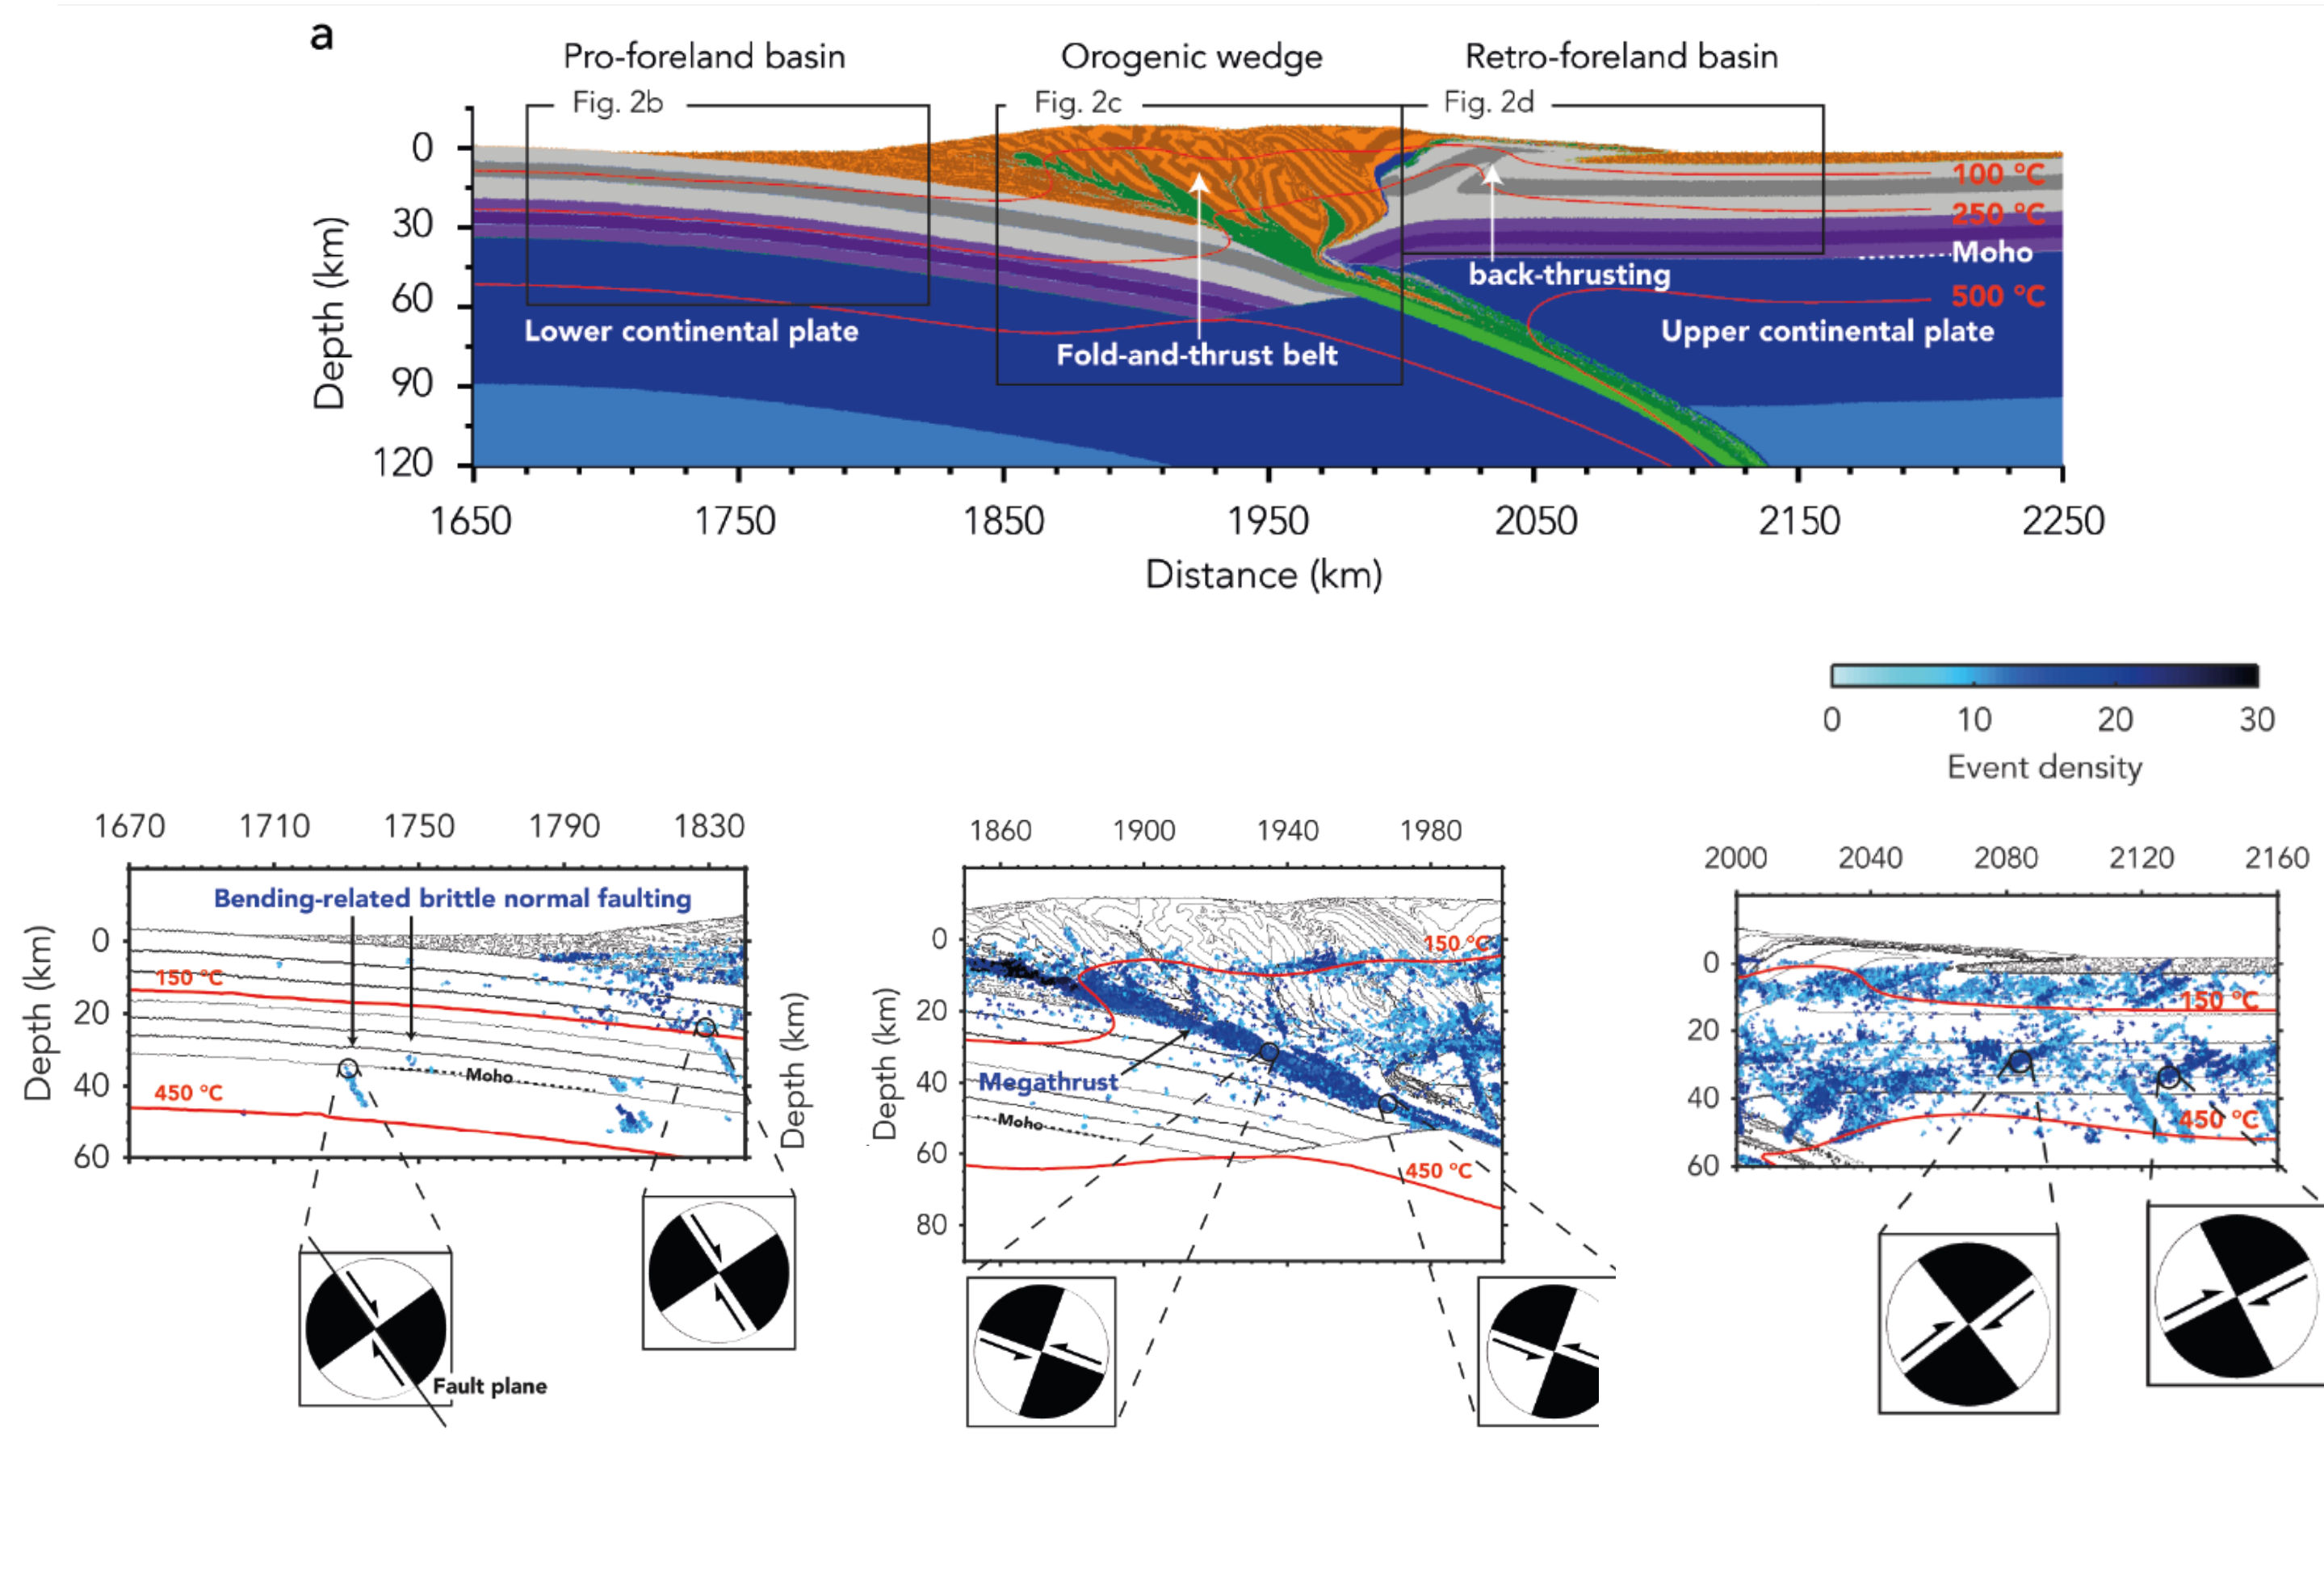 a
Pro-foreland basin
Orogenic wedge
Retro-foreland basin
Fig. 2b
Fig. 2c
Fig. 2d
0
30
60
90
120
Depth (km)
100 °C
250 °C
Moho
500 °C
back-thrusting
Lower continental plate
Upper continental plate
Fold-and-thrust belt
1650
1750
1850
1950
2050
2150
2250
Distance (km)
0
10
20
30
Event density
1670
1710
1750
1790
1830
Bending-related brittle normal faulting
Depth (km)
0
20
40
60
150 °C
Moho
450 °C
Fault plane
Depth (km)
1860
1900
1940
1980
Depth (km)
0
20
40
60
80
150 °C
Megathrust
Moho
450 °C
2000
2040
2080
2120
2160
0
20
40
60
150 °C
450 °C